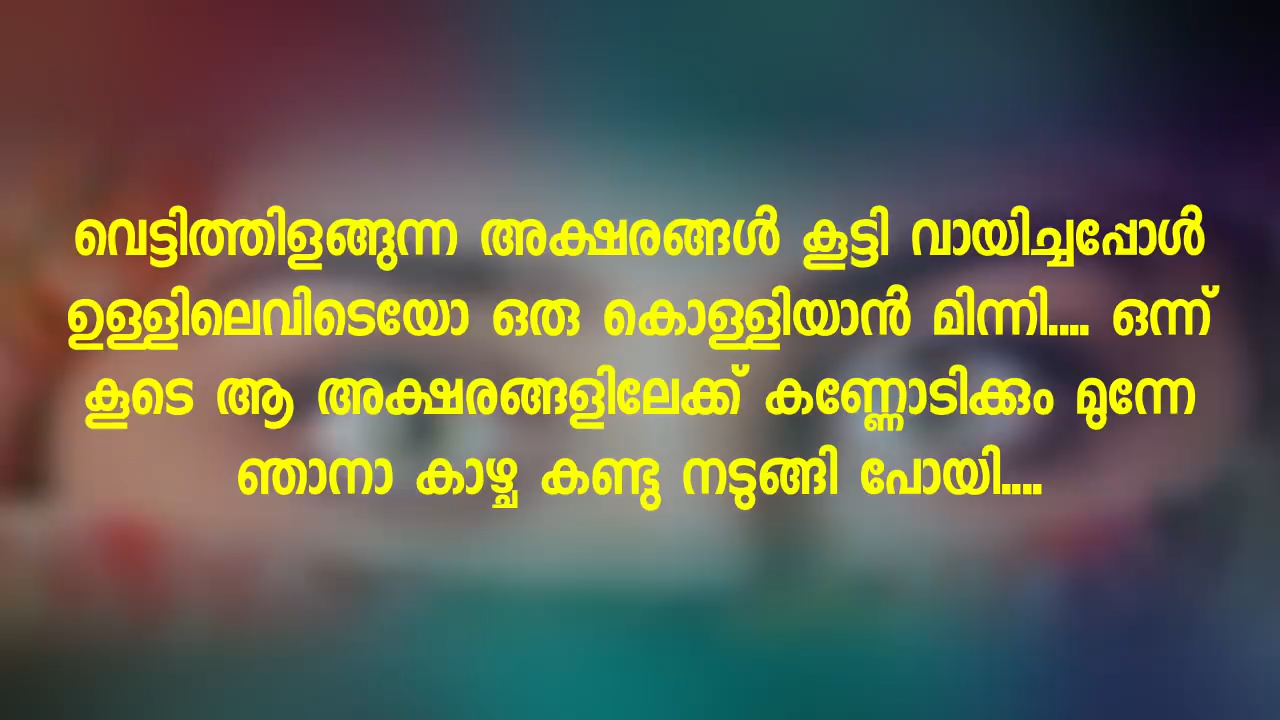 വെട്ടിത്തിളങ്ങുന്ന അക്ഷരങ്ങൾ കൂട്ടി വായിച്ചപ്പോൾ
ഉള്ളിലെവിടെയോ ഒരു കൊള്ളിയാൻ മിന്നി.... ഒന്ന്
കൂടെ ആ അക്ഷരങ്ങളിലേക്ക് കണ്ണോടിക്കും മുന്നേ
ഞാനാ കാഴ്ച കണ്ടു നടുങ്ങി പോയി....